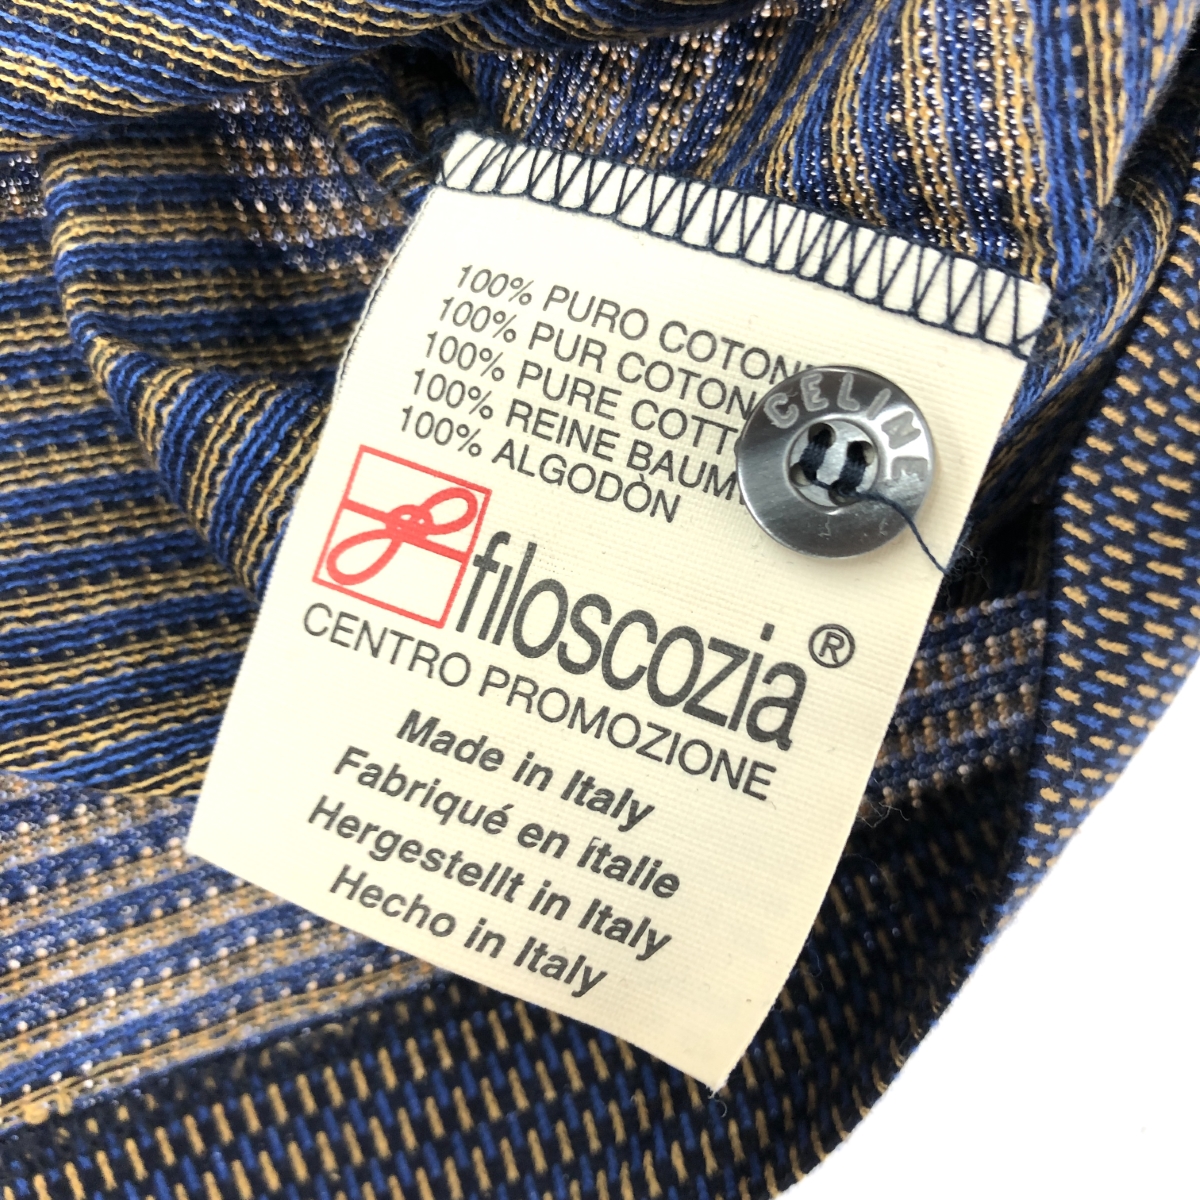 100% PURO COTONE
100% PUR COTON
100% PURE COTT
100% REINE BAUM
100% ALGODÒN
CELINE
filoscozia®
CENTRO PROMOZIONE
Made in Italy
Fabriqué en Italie
Hergestellt in Italy
Hecho in Italy